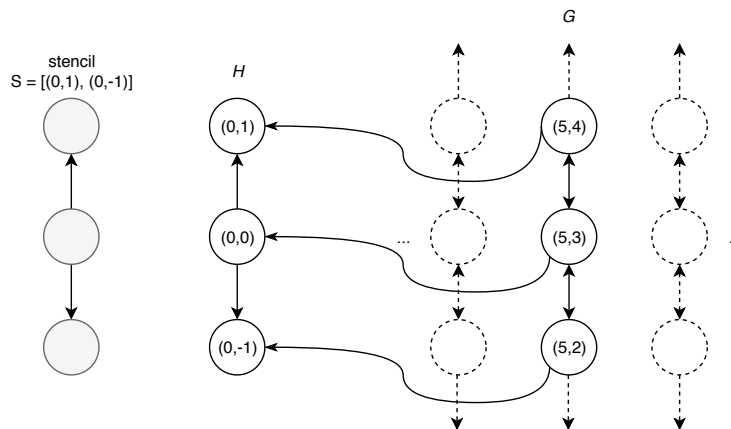 G
stencil
S = [(0,1), (0,-1)]
H
(0,1)
(5,4)
(0,0)
...
(5,3)
.
(0,-1)
(5,2)